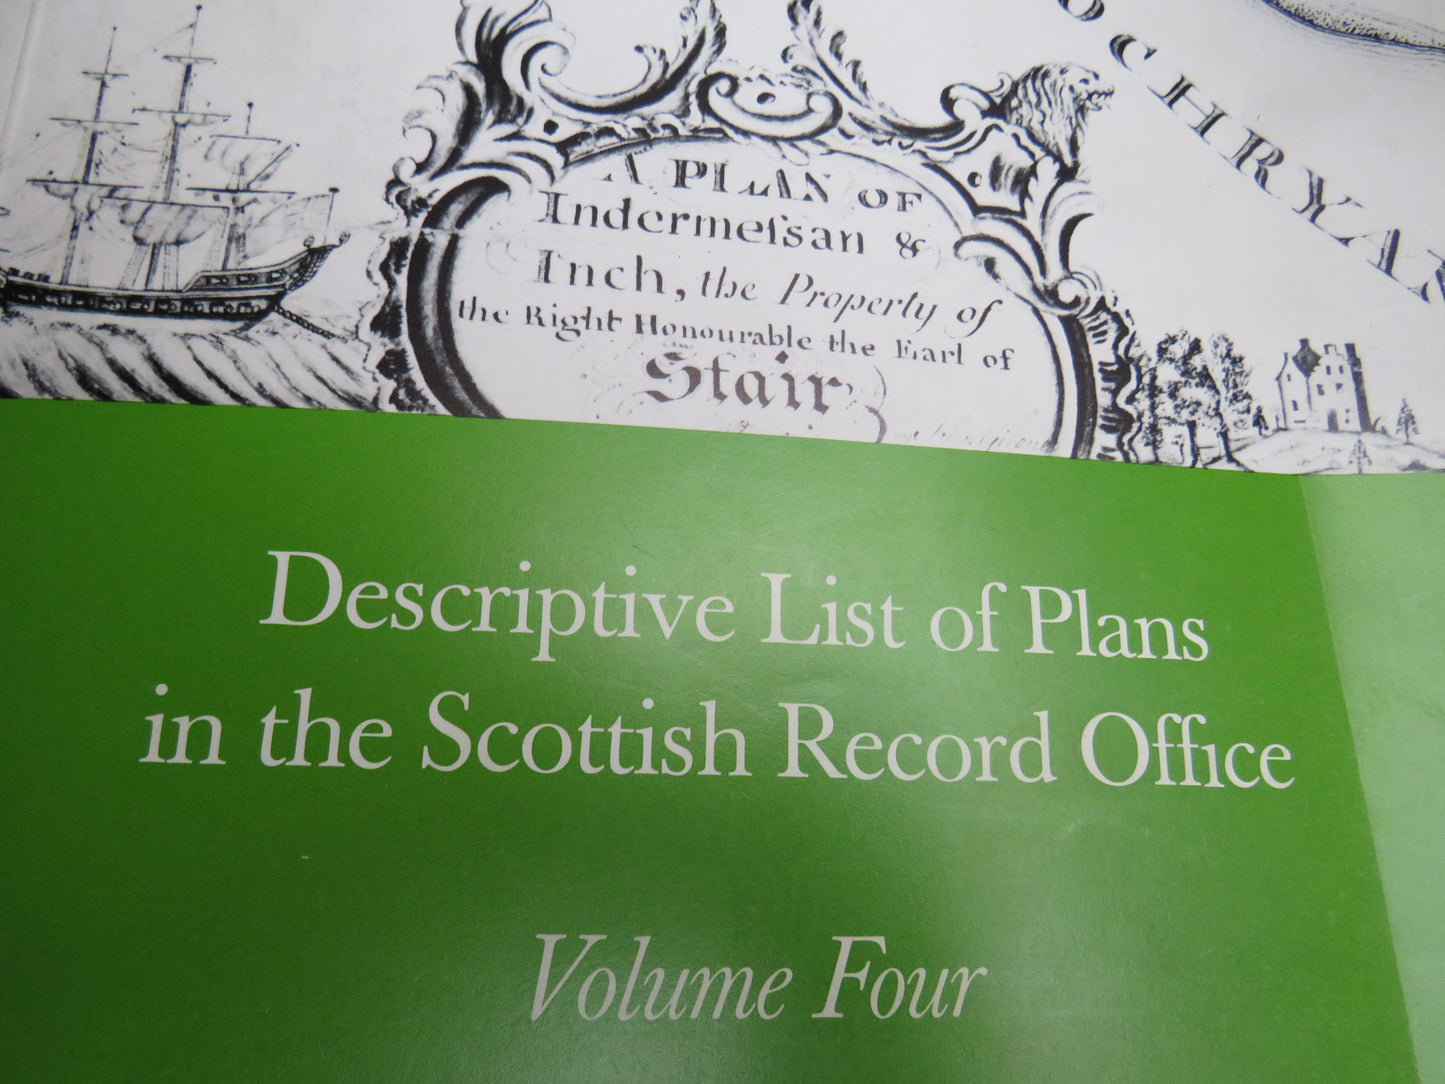 OCHRYAN
A PLAN OF
Indermeſsan &
Inch, the Property of
the Right Honourable the Earl of
Stair
Descriptive List of Plans
in the Scottish Record Office
Volume Four